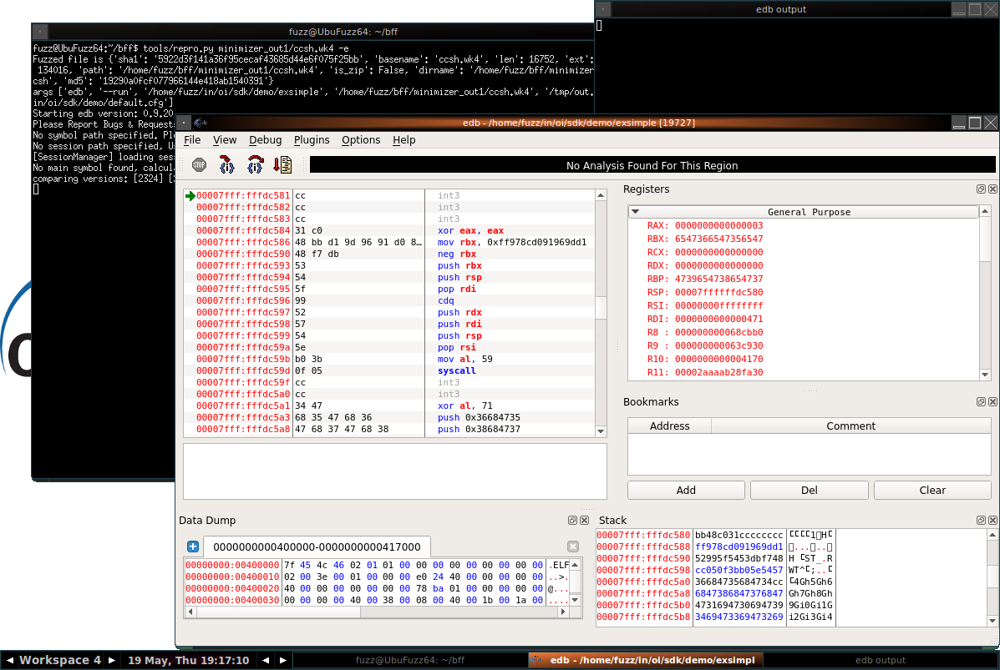 edb output
fuzz@UbuFuzz64: ~/bff
fuzz@UbuFuzz64:~/bff$ tools/repro.py minimizer_out1/ccsh.wk4 -e
Fuzzed file is {'sha1': '5922d3f141a36f95cecaf43685d44e6f075f25bb', 'basename': 'ccsh.wk4', 'len': 16752, 'ext':
134016, 'path': '/home/fuzz/bff/minimizer_out1/ccsh.wk4', 'is_zip': False, 'dirname': '/home/fuzz/bff/minimizer
csh', 'md5': '19290a0fcf077966144e418ab1540391'}
args ['edb', '--run', '/home/fuzz/in/oi/sdk/demo/exsimple', '/home/fuzz/bff/minimizer_out1/ccsh.wk4', '/tmp/out.
in/oi/sdk/demo/default.cfg']
Starting edb version: 0.9.20
Please Report Bugs & Requests
No symbol path specified. Ple
No session path specified, Us
[SessionManager] loading sess
No main symbol found, calcula
comparing versions: [2324] [2
edb - /home/fuzz/in/oi/sdk/demo/exsimple [19727]
File View Debug Plugins Options Help
STOP
No Analysis Found For This Region
00007fff:fffdc581 cc int3
00007fff:fffdc582 cc int3
00007fff:fffdc583 cc int3
00007fff:fffdc584 31 c0 xor eax, eax
00007fff:fffdc586 48 bb d1 9d 96 91 d0 8… mov rbx, 0xff978cd091969dd1
00007fff:fffdc590 48 f7 db neg rbx
00007fff:fffdc593 53 push rbx
00007fff:fffdc594 54 push rsp
00007fff:fffdc595 5f pop rdi
00007fff:fffdc596 99 cdq
00007fff:fffdc597 52 push rdx
00007fff:fffdc598 57 push rdi
00007fff:fffdc599 54 push rsp
00007fff:fffdc59a 5e pop rsi
00007fff:fffdc59b b0 3b mov al, 59
00007fff:fffdc59d 0f 05 syscall
00007fff:fffdc59f cc int3
00007fff:fffdc5a0 cc int3
00007fff:fffdc5a1 34 47 xor al, 71
00007fff:fffdc5a3 68 35 47 68 36 push 0x36684735
00007fff:fffdc5a8 47 68 37 47 68 38 push 0x38684737
Registers
General Purpose
RAX: 0000000000000003
RBX: 6547366547356547
RCX: 0000000000000000
RDX: 0000000000000000
RBP: 4739654738654737
RSP: 00007ffffffdc580
RSI: 00000000ffffffff
RDI: 0000000000000471
R8 : 000000000068cbb0
R9 : 000000000063c930
R10: 0000000000004170
R11: 00002aaaab28fa30
Bookmarks
Address Comment
Add Del Clear
Data Dump
0000000000400000-0000000000417000
00000000:00400000 7f 45 4c 46 02 01 01 00 00 00 00 00 00 00 00 00 .ELF
00000000:00400010 02 00 3e 00 01 00 00 00 e0 24 40 00 00 00 00 00 ..>.
00000000:00400020 40 00 00 00 00 00 00 00 78 ba 01 00 00 00 00 00 @...
00000000:00400030 00 00 00 00 40 00 38 00 08 00 40 00 1b 00 1a 00 ....
Stack
00007fff:fffdc580 bb48c031cccccccc
00007fff:fffdc588 ff978cd091969dd1
00007fff:fffdc590 52995f5453dbf748
00007fff:fffdc598 cc050f3bb05e5457
00007fff:fffdc5a0 36684735684734cc
00007fff:fffdc5a8 6847386847376847 Gh7Gh8Gh
00007fff:fffdc5b0 4731694730694739 9Gi0Gi1G
00007fff:fffdc5b8 3469473369473269 i2Gi3Gi4
Workspace 4 19 May, Thu 19:17:10 fuzz@UbuFuzz64: ~/bff edb - /home/fuzz/in/oi/sdk/demo/exsimpl edb output